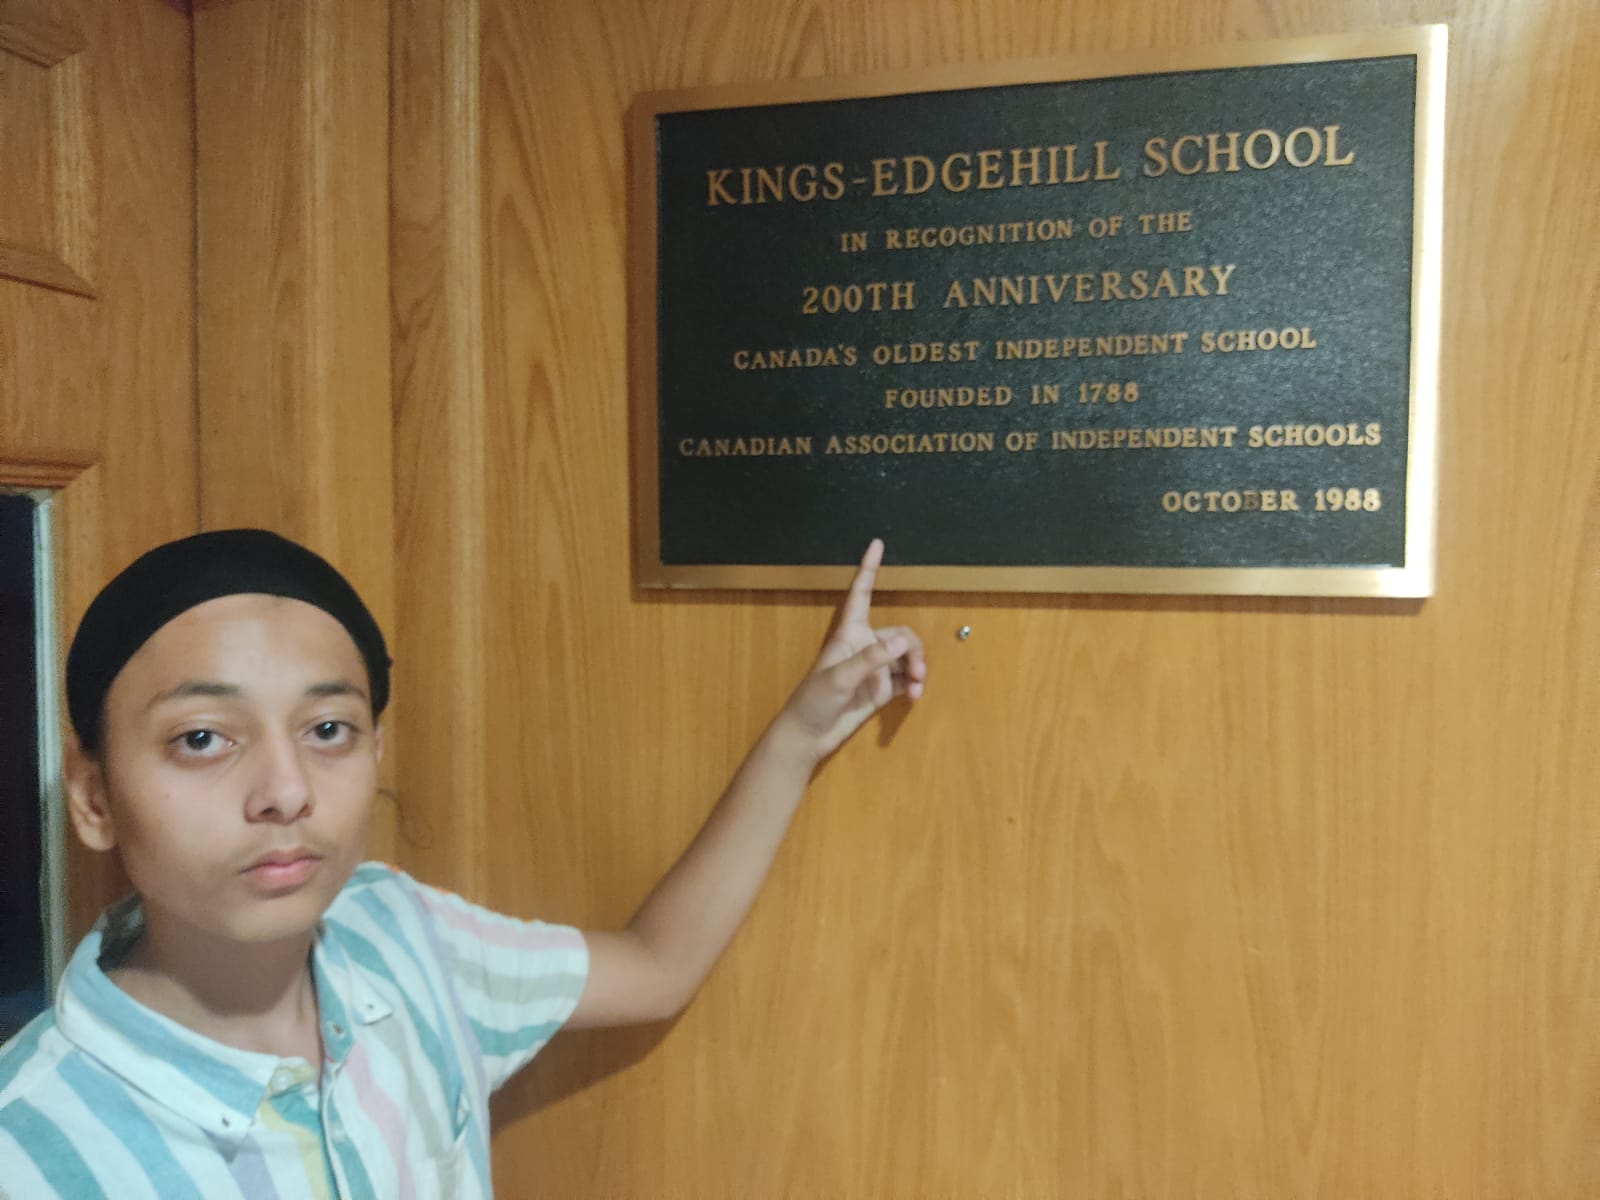 KINGS-EDGEHILL SCHOOL
IN RECOGNITION OF THE
200TH ANNIVERSARY
CANADA'S OLDEST INDEPENDENT SCHOOL
FOUNDED IN 1788
CANADIAN ASSOCIATION OF INDEPENDENT SCHOOLS
OCTOBER 1988